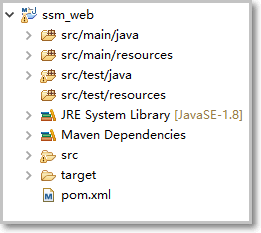 ssm_web
src/main/java
src/main/resources
src/test/java
src/test/resources
JRE System Library [JavaSE-1.8]
Maven Dependencies
src
target
pom.xml